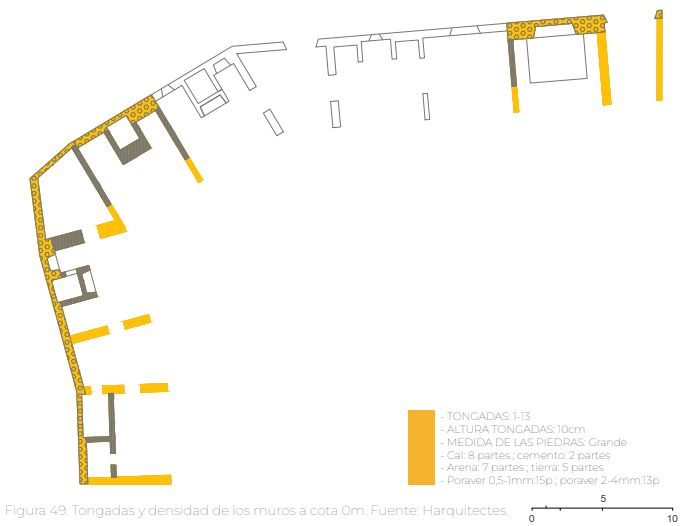 - TONGADAS: 1-13
- ALTURA TONGADAS: 10cm
- MEDIDA DE LAS PIEDRAS: Grande
- Cal: 8 partes ; cemento: 2 partes
- Arena: 7 partes ; tierra: 5 partes
- Poraver 0,5-1mm:15p ; poraver 2-4mm:13p
5
0 10
Figura 49. Tongadas y densidad de los muros a cota 0m. Fuente: Harquitectes.